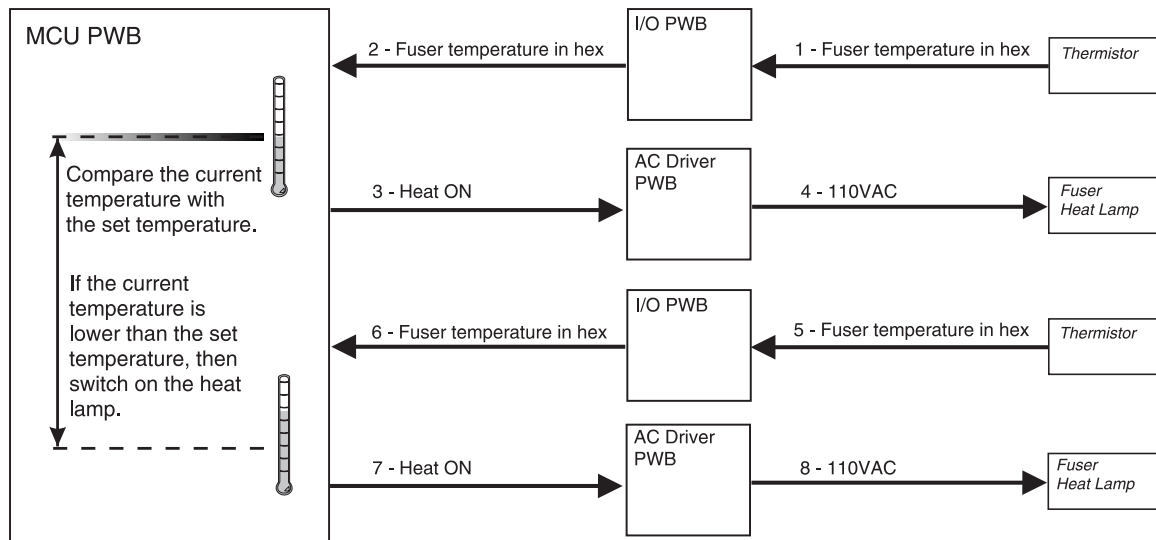 MCU PWB
Compare the current
temperature with
the set temperature.
If the current
temperature is
lower than the set
temperature, then
switch on the heat
lamp.
2 - Fuser temperature in hex
I/O PWB
1 - Fuser temperature in hex
Thermistor
3 - Heat ON
AC Driver
PWB
4 - 110VAC
Fuser
Heat Lamp
6 - Fuser temperature in hex
I/O PWB
5 - Fuser temperature in hex
Thermistor
7 - Heat ON
AC Driver
PWB
8 - 110VAC
Fuser
Heat Lamp